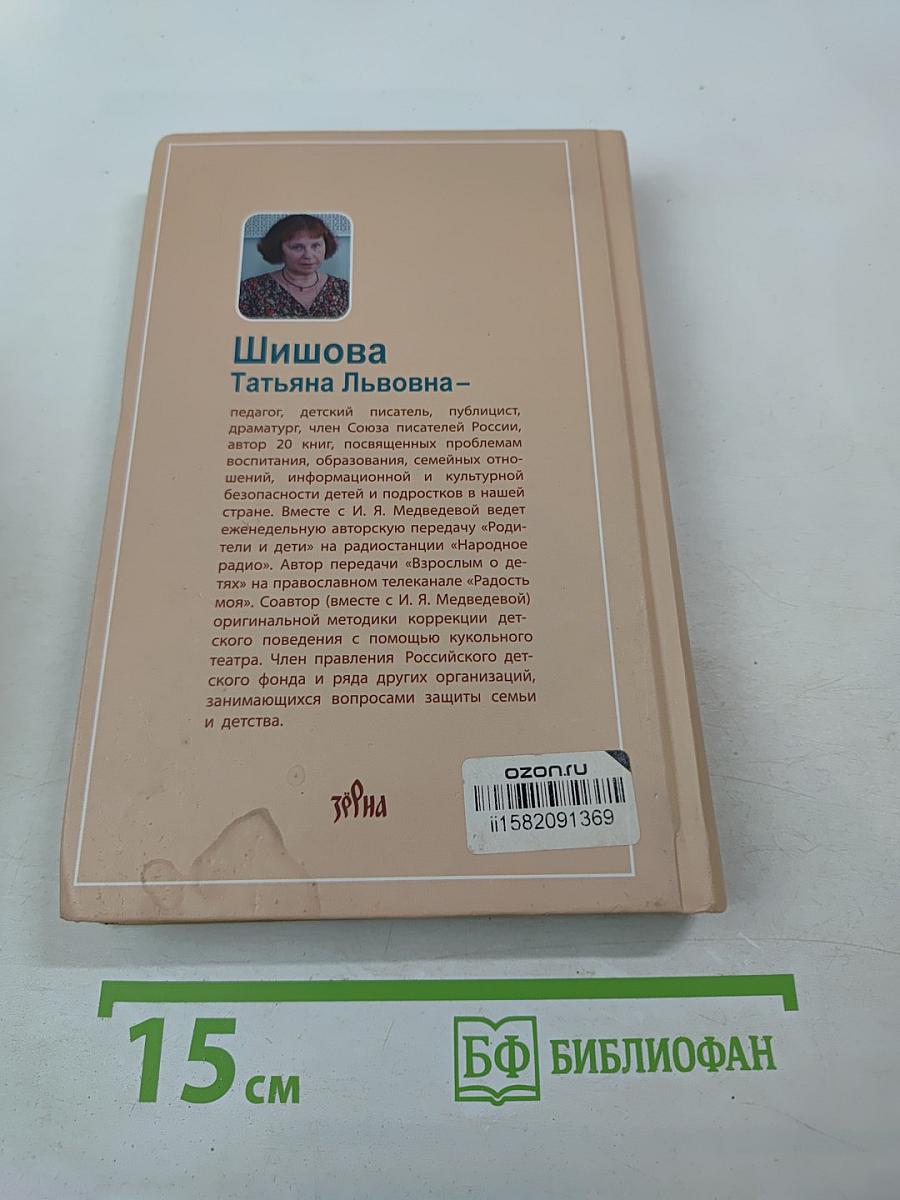 Шишова
Татьяна Львовна–
педагог, детский писатель, публицист,
драматург, член Союза писателей России,
автор 20 книг, посвященных проблемам
воспитания, образования, семейных отно-
шений, информационной и культурной
безопасности детей и подростков в нашей
стране. Вместе с И. Я. Медведевой ведет
еженедельную авторскую передачу «Роди-
тели и дети» на радиостанции «Народное
радио». Автор передачи «Взрослым о де-
тях» на православном телеканале «Радость
моя». Соавтор (вместе с И. Я. Медведевой)
оригинальной методики коррекции дет-
ского поведения с помощью кукольного
театра. Член правления Российского дет-
ского фонда и ряда других организаций,
занимающихся вопросами защиты семьи
и детства.
зёрна
ozon.ru
ii1582091369
15 см
БФ БИБЛИОФАН